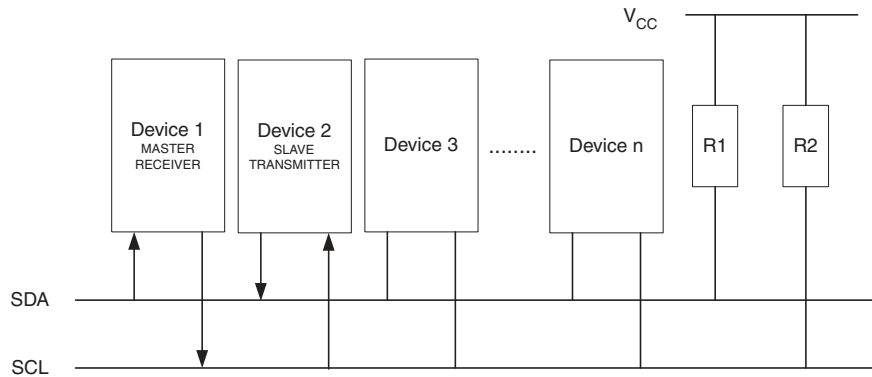 V_CC
Device 1
MASTER
RECEIVER
Device 2
SLAVE
TRANSMITTER
Device 3
........
Device n
R1
R2
SDA
SCL